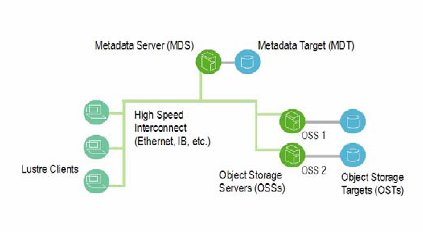 Metadata Server (MDS)
Metadata Target (MDT)
High Speed
Interconnect
(Ethernet, IB, etc.)
OSS 1
Lustre Clients
OSS 2
Object Storage
Servers (OSSs)
Object Storage
Targets (OSTs)